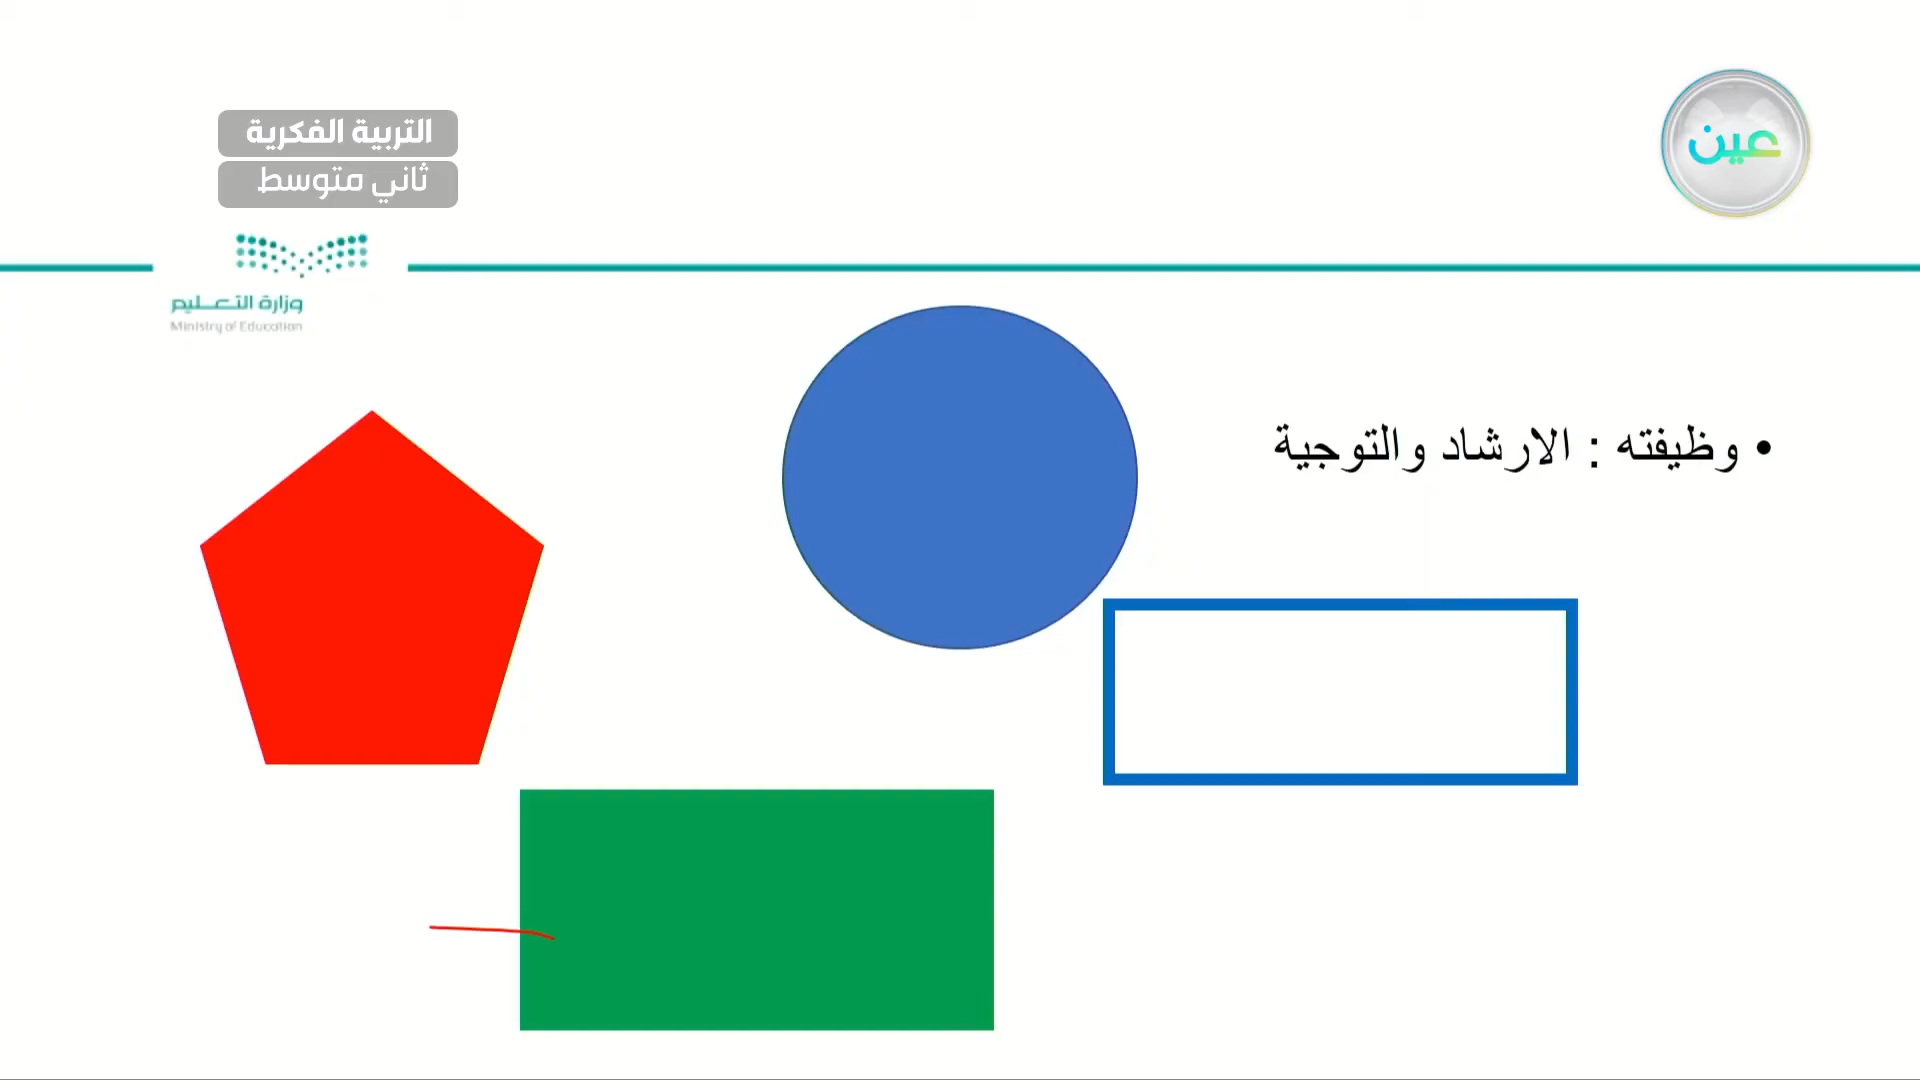 التربية الفكرية
ثاني متوسط
عين
وزارة التعليم
Ministry of Education
• وظيفته : الارشاد والتوجية